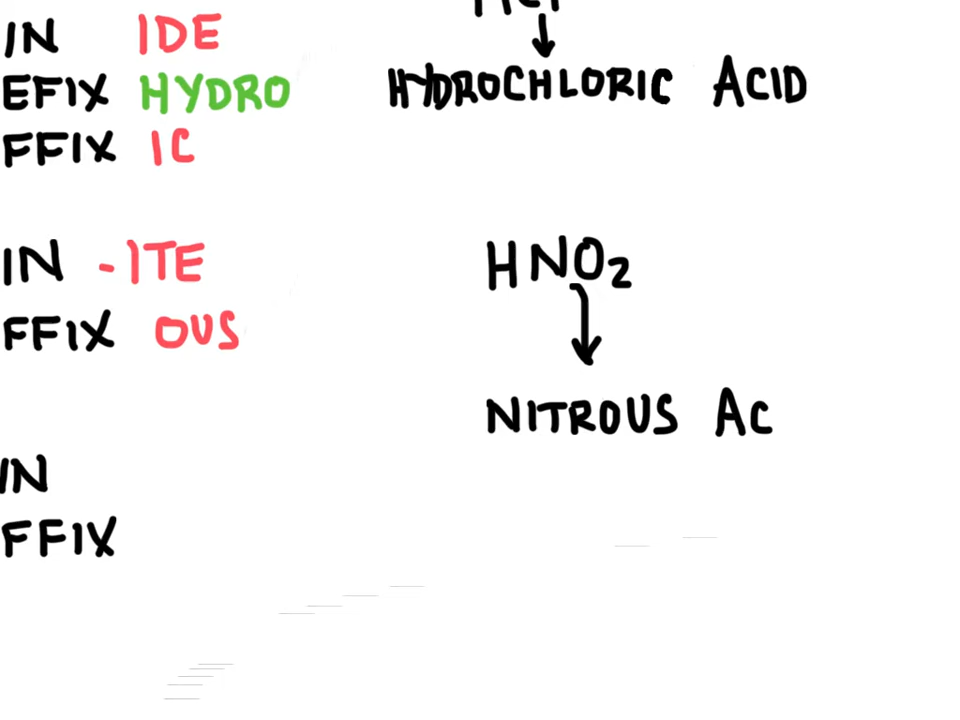 IN IDE
EFIX HYDRO
HYDROCHLORIC ACID
FFIX IC
IN -ITE
HNO2
FFIX OUS
NITROUS AC
IN
FFIX